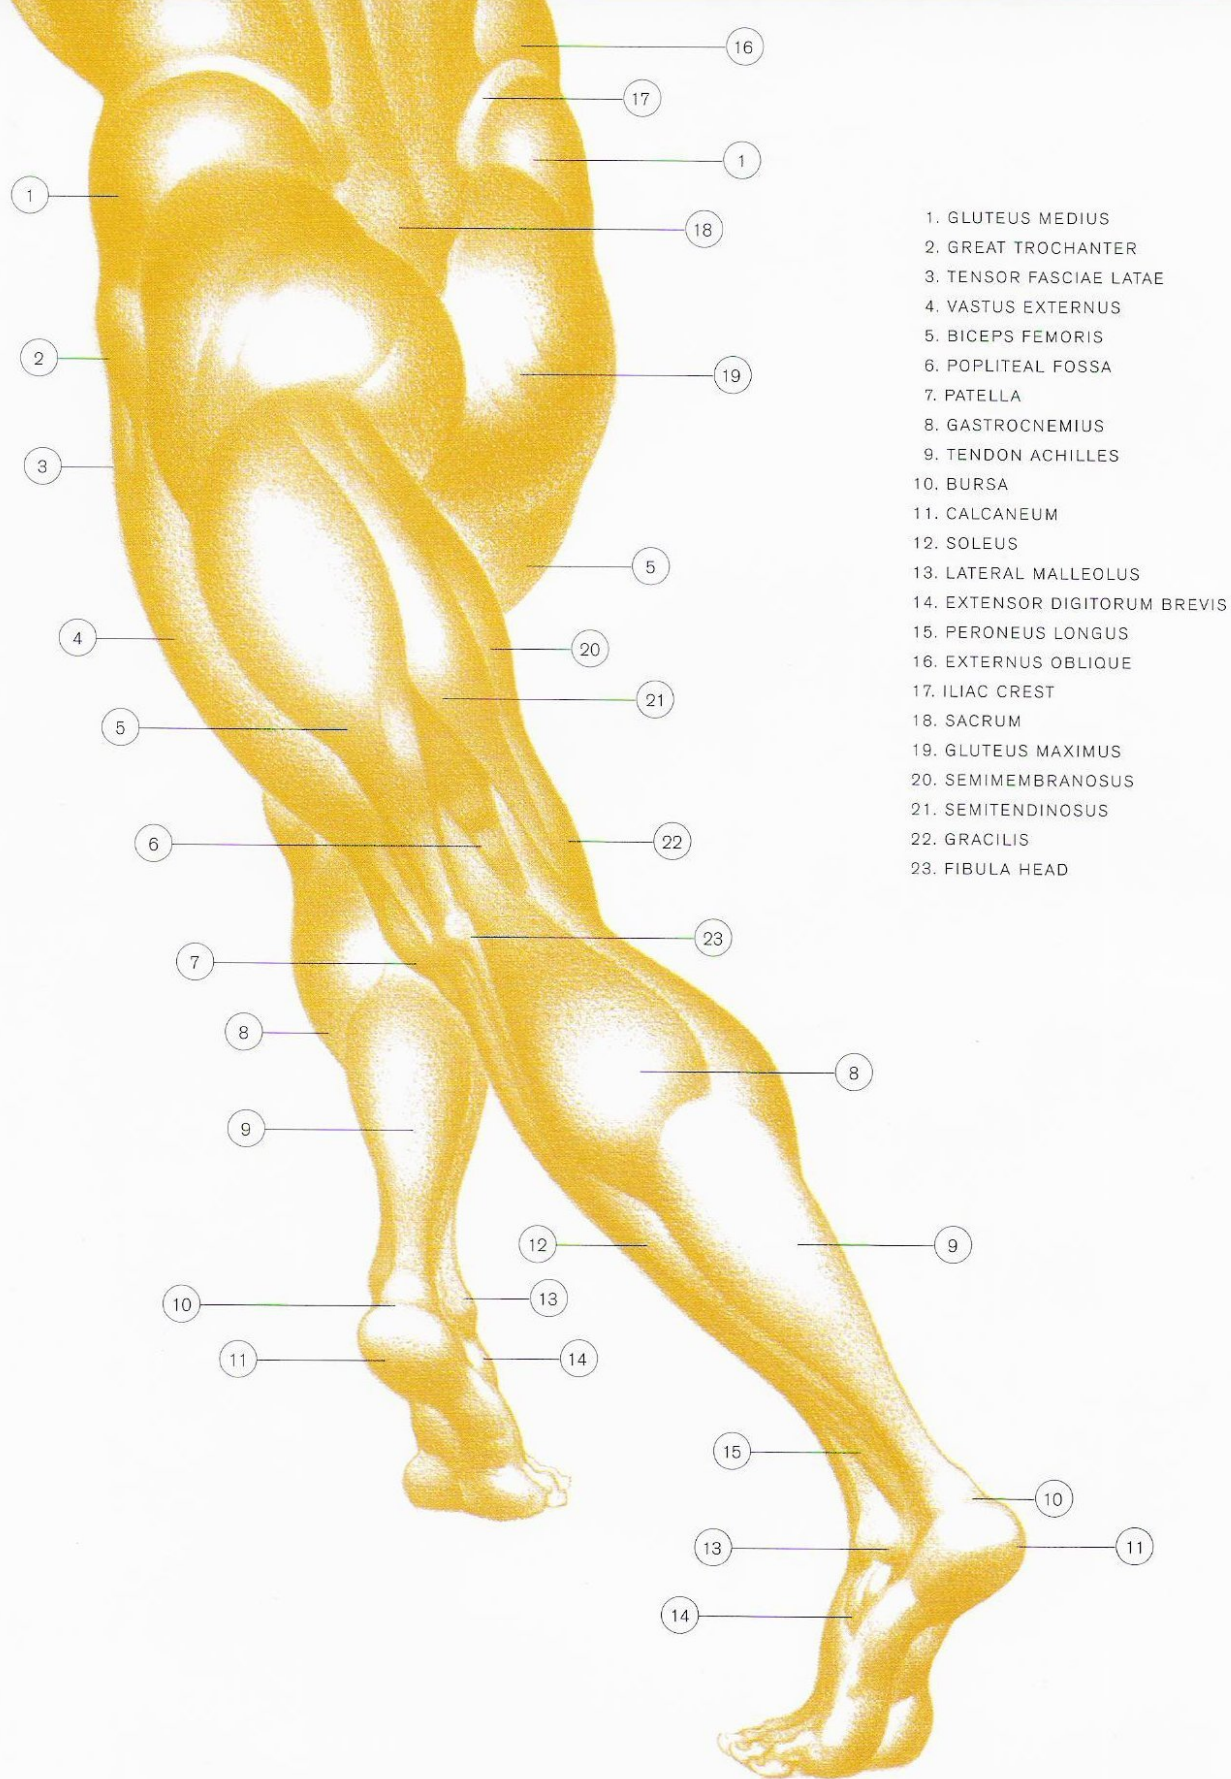 16
17
1
1
18
2
19
3
5
4
20
21
5
6
22
23
7
8
8
9
12
9
10
13
11
14
15
10
13
11
14
1. GLUTEUS MEDIUS
2. GREAT TROCHANTER
3. TENSOR FASCIAE LATAE
4. VASTUS EXTERNUS
5. BICEPS FEMORIS
6. POPLITEAL FOSSA
7. PATELLA
8. GASTROCNEMIUS
9. TENDON ACHILLES
10. BURSA
11. CALCANEUM
12. SOLEUS
13. LATERAL MALLEOLUS
14. EXTENSOR DIGITORUM BREVIS
15. PERONEUS LONGUS
16. EXTERNUS OBLIQUE
17. ILIAC CREST
18. SACRUM
19. GLUTEUS MAXIMUS
20. SEMIMEMBRANOSUS
21. SEMITENDINOSUS
22. GRACILIS
23. FIBULA HEAD